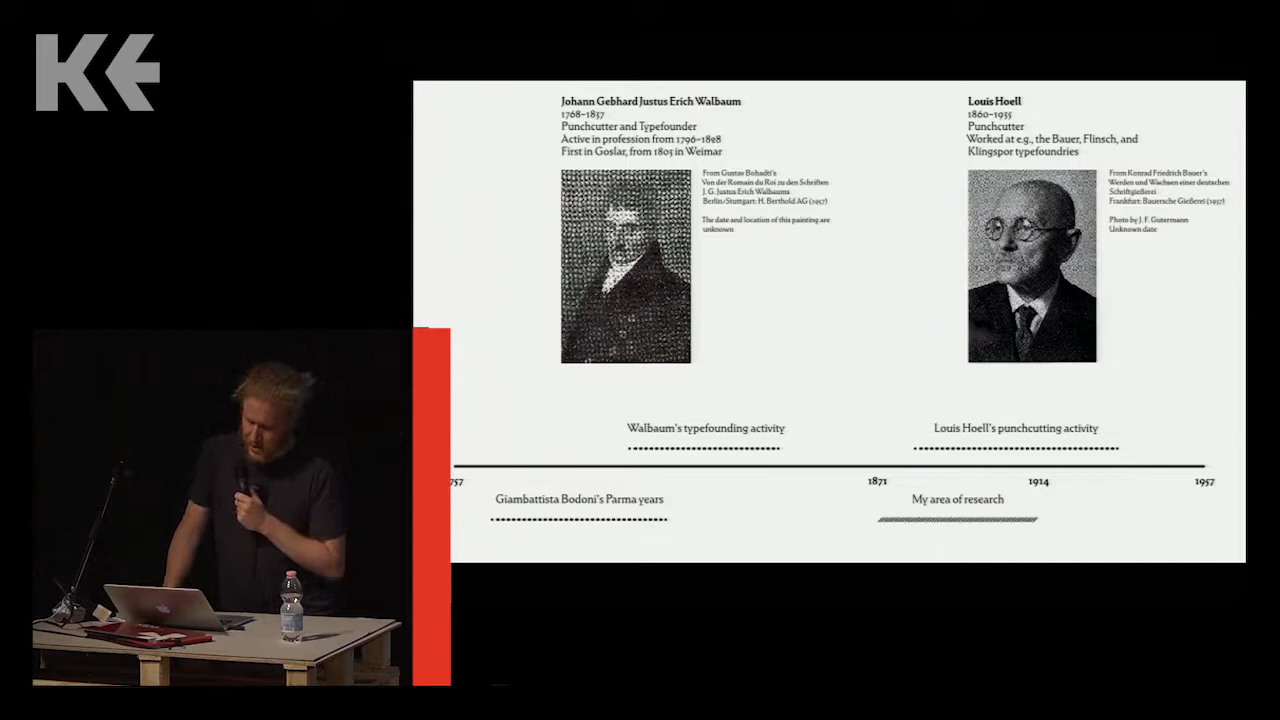 KE
Johann Gebhard Justus Erich Walbaum
1768–1837
Punchcutter and Typefounder
Active in profession from 1796–1828
First in Goslar, from 1803 in Weimar
From Gustav Bohadti's
Von der Romain du Roi zu den Schriften
J. G. Justus Erich Walbaums
Berlin/Stuttgart: H. Berthold AG (1957)
The date and location of this painting are
unknown
Louis Hoell
1860–1935
Punchcutter
Worked at e.g., the Bauer, Flinsch, and
Klingspor typefoundries
From Konrad Friedrich Bauer's
Werden und Wachsen einer deutschen
Schriftgießerei
Frankfurt: Bauersche Gießerei (1937)
Photo by J. F. Gutermann
Unknown date
Walbaum's typefounding activity
Louis Hoell's punchcutting activity
757
1871
1914
1957
Giambattista Bodoni's Parma years
My area of research